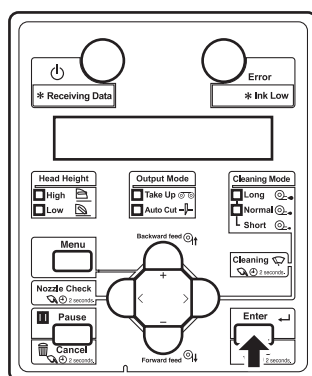 Error
* Receiving Data
* Ink Low
Head Height
High
Low
Output Mode
Take Up
Auto Cut
Cleaning Mode
Long
Normal
Short
Menu
Backward feed
+
Cleaning
2 seconds.
Nozzle Check
2 seconds.
< >
Pause
−
Enter
Cancel
2 seconds.
Forward feed
2 seconds.